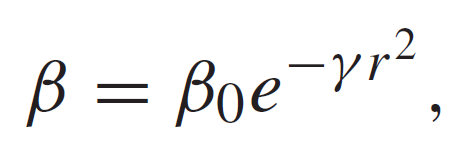 β = β₀e^{−γr²},